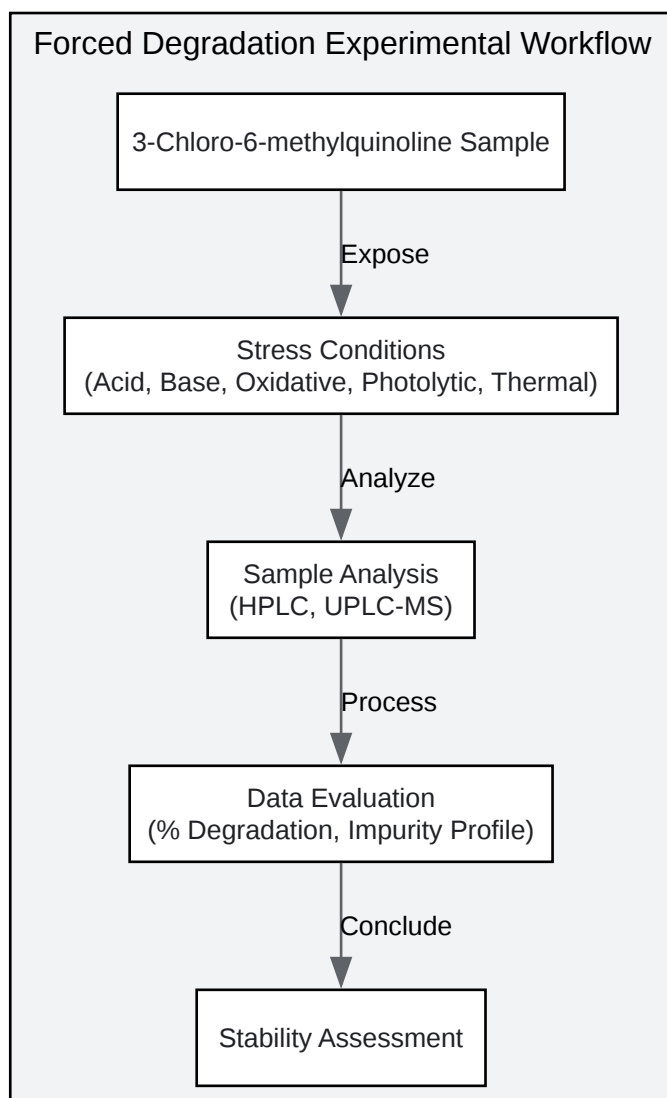 Forced Degradation Experimental Workflow
3-Chloro-6-methylquinoline Sample
Expose
Stress Conditions
(Acid, Base, Oxidative, Photolytic, Thermal)
Analyze
Sample Analysis
(HPLC, UPLC-MS)
Process
Data Evaluation
(% Degradation, Impurity Profile)
Conclude
Stability Assessment